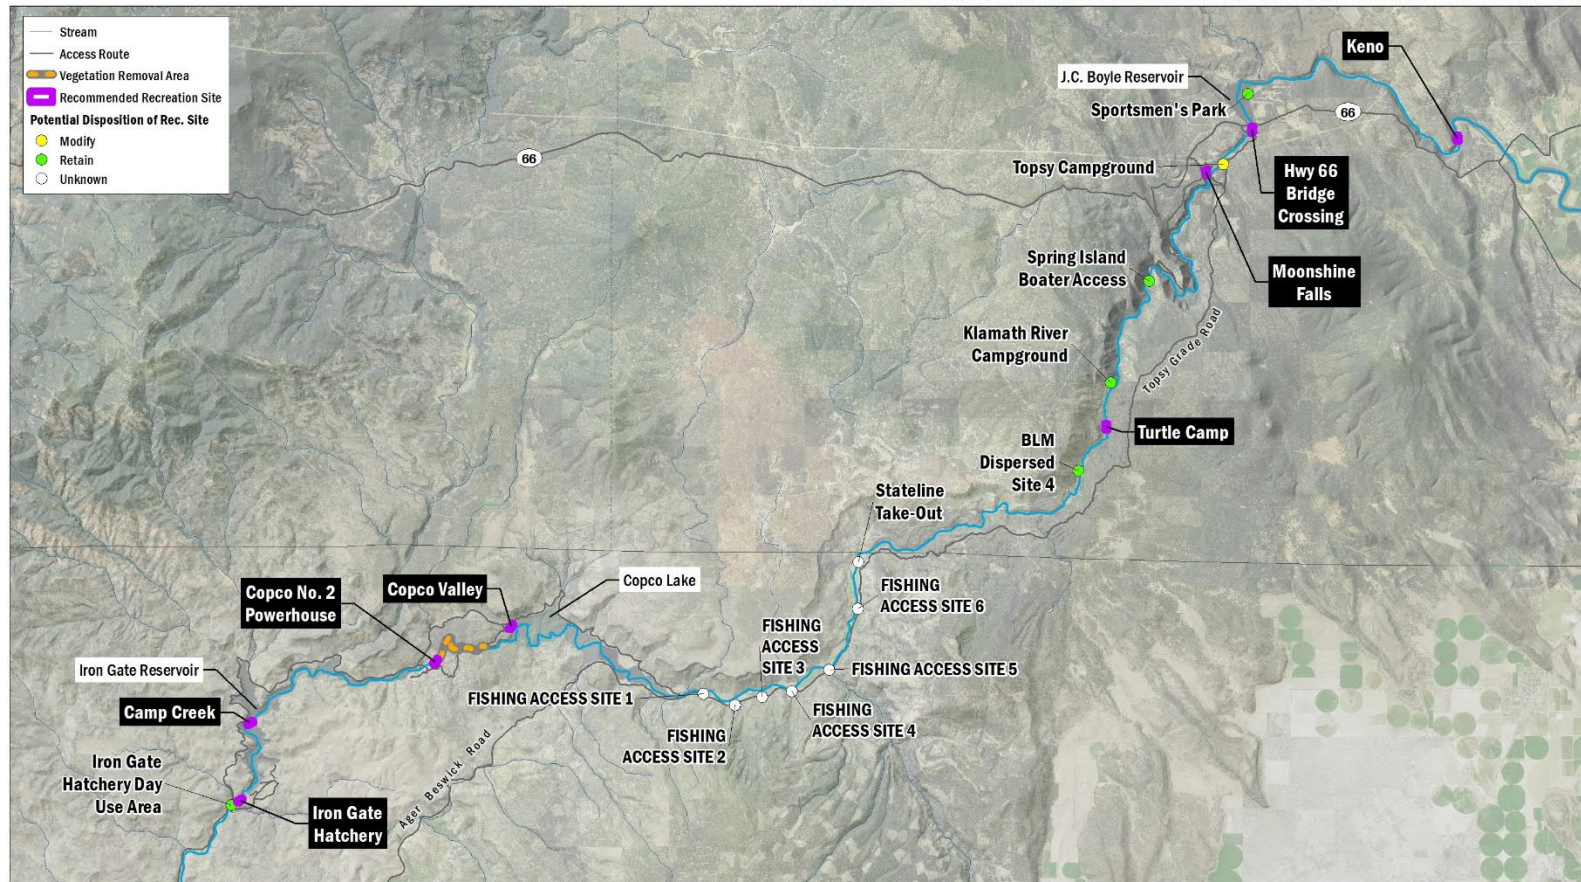 Stream
Access Route
Vegetation Removal Area
Recommended Recreation Site
Potential Disposition of Rec. Site
Modify
Retain
Unknown
Keno
J.C. Boyle Reservoir
Sportsmen's Park
66
66
Topsy Campground
Hwy 66
Bridge
Crossing
Spring Island
Boater Access
Moonshine
Falls
Klamath River
Campground
Topsy Grade Road
Turtle Camp
BLM
Dispersed
Site 4
Stateline
Take-Out
Copco No. 2
Powerhouse
Copco Valley
Copco Lake
FISHING
ACCESS SITE 6
FISHING
ACCESS
SITE 3
FISHING ACCESS SITE 5
Iron Gate Reservoir
FISHING ACCESS SITE 1
Camp Creek
FISHING
ACCESS SITE 4
FISHING
ACCESS SITE 2
Iron Gate
Hatchery Day
Use Area
Ager Beswick Road
Iron Gate
Hatchery